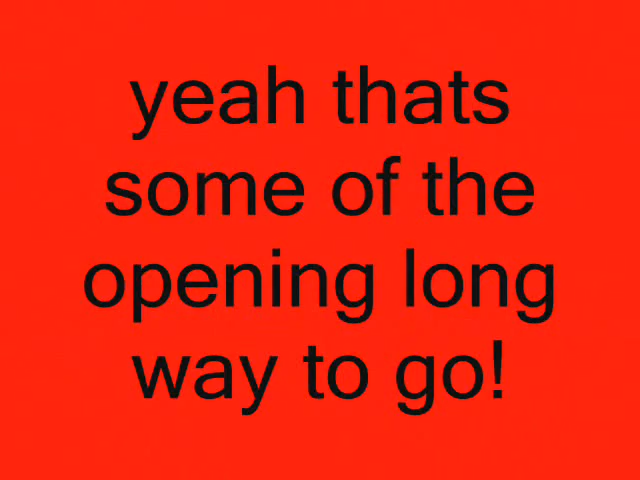 yeah thats
some of the
opening long
way to go!